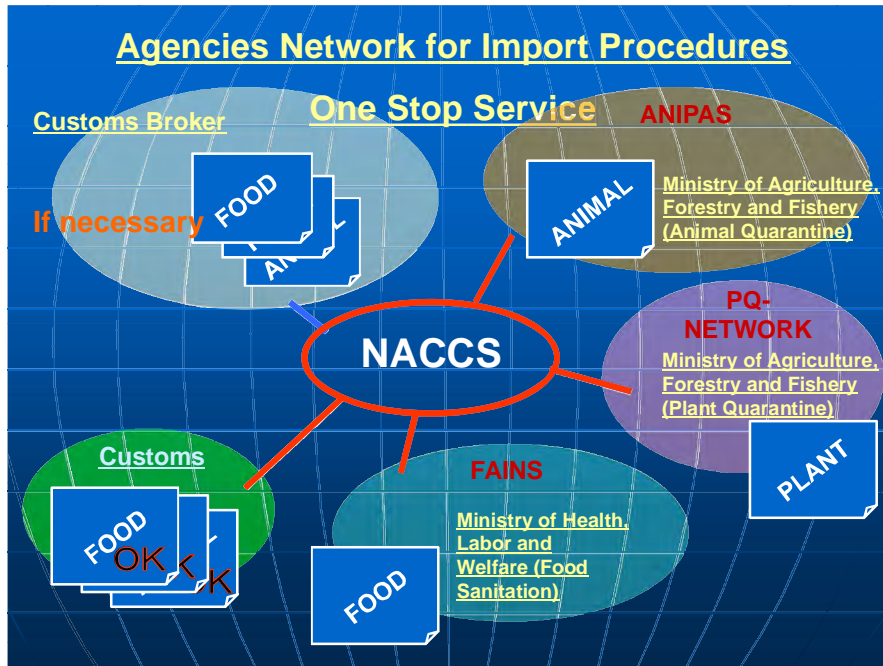 Agencies Network for Import Procedures
One Stop Service
Customs Broker
If necessary
FOOD
ANIPAS
ANIMAL
Ministry of Agriculture,
Forestry and Fishery
(Animal Quarantine)
NACCS
PQ-
NETWORK
Ministry of Agriculture,
Forestry and Fishery
(Plant Quarantine)
PLANT
Customs
FOOD
OK
FAINS
Ministry of Health,
Labor and
Welfare (Food
Sanitation)
FOOD